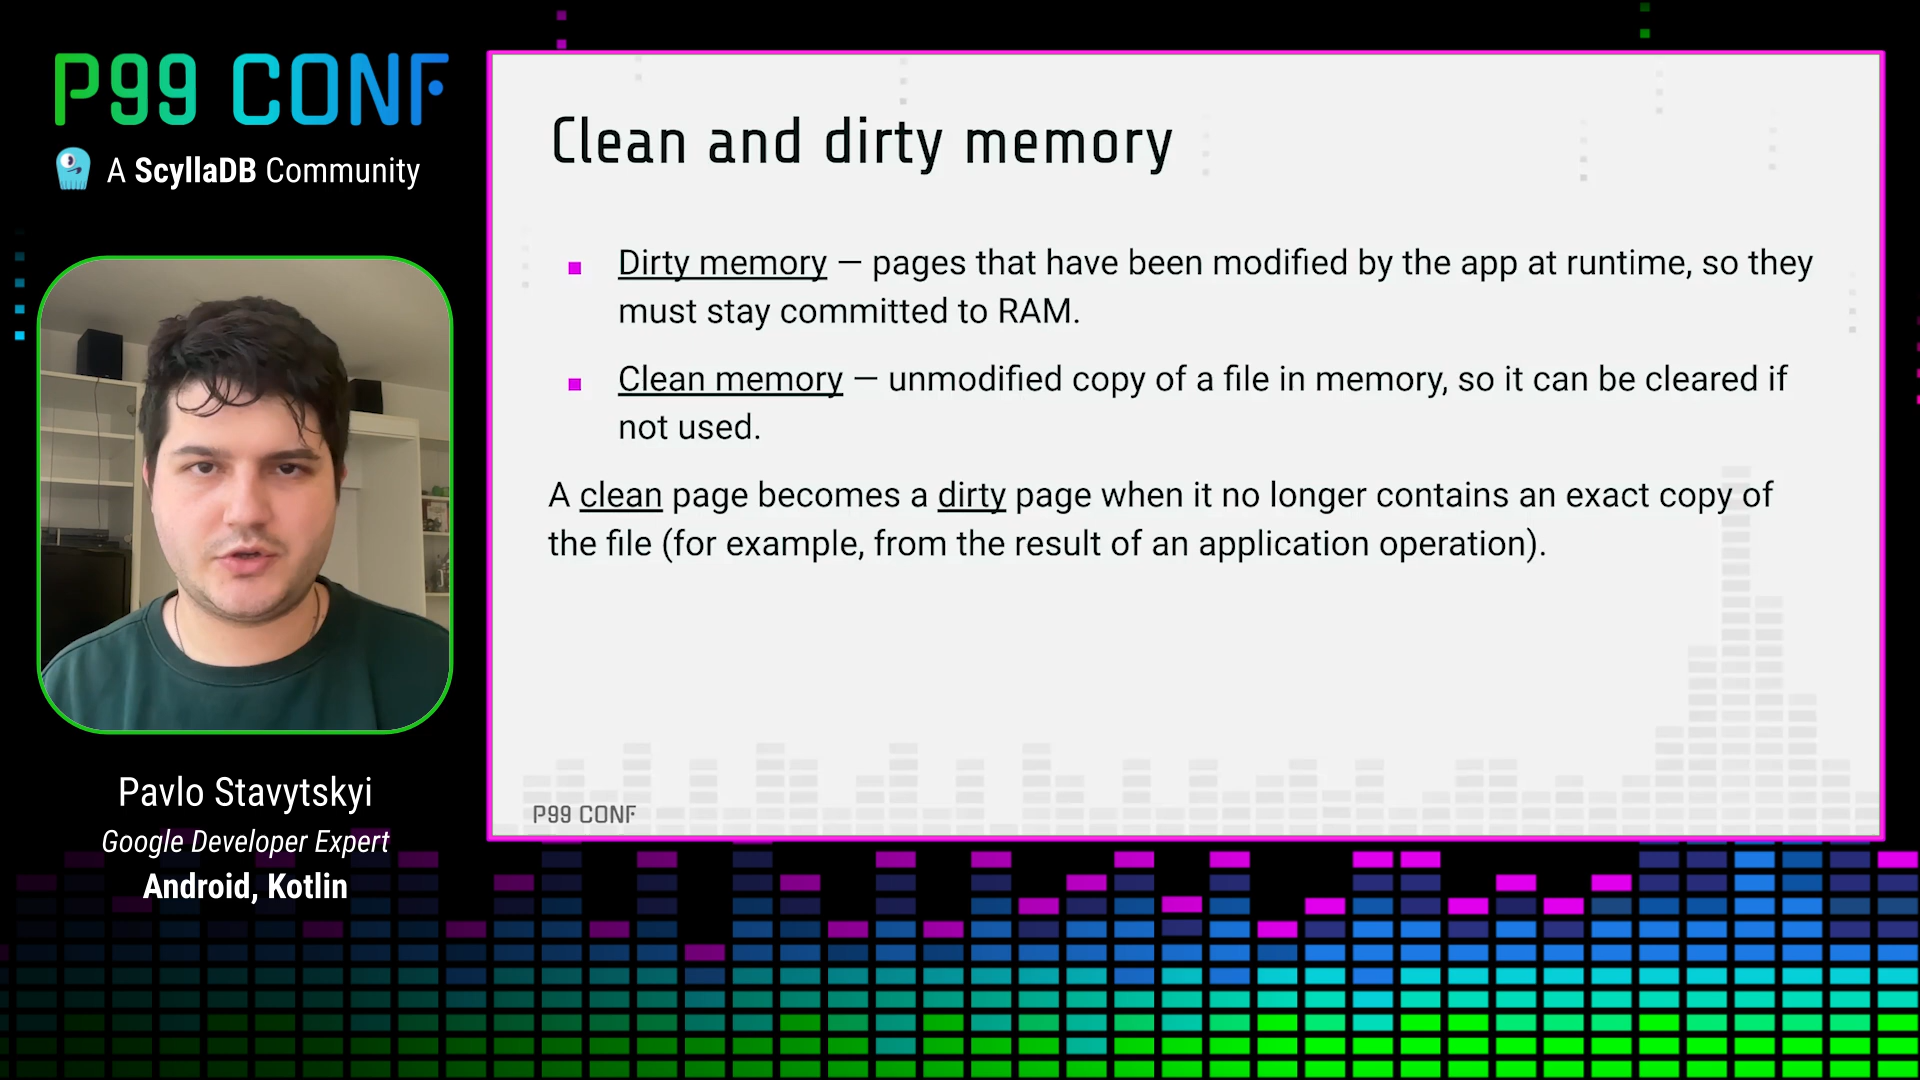 P99 CONF
A ScyllaDB Community
Clean and dirty memory
Dirty memory — pages that have been modified by the app at runtime, so they
must stay committed to RAM.
Clean memory — unmodified copy of a file in memory, so it can be cleared if
not used.
A clean page becomes a dirty page when it no longer contains an exact copy of
the file (for example, from the result of an application operation).
P99 CONF
Pavlo Stavytskyi
Google Developer Expert
Android, Kotlin